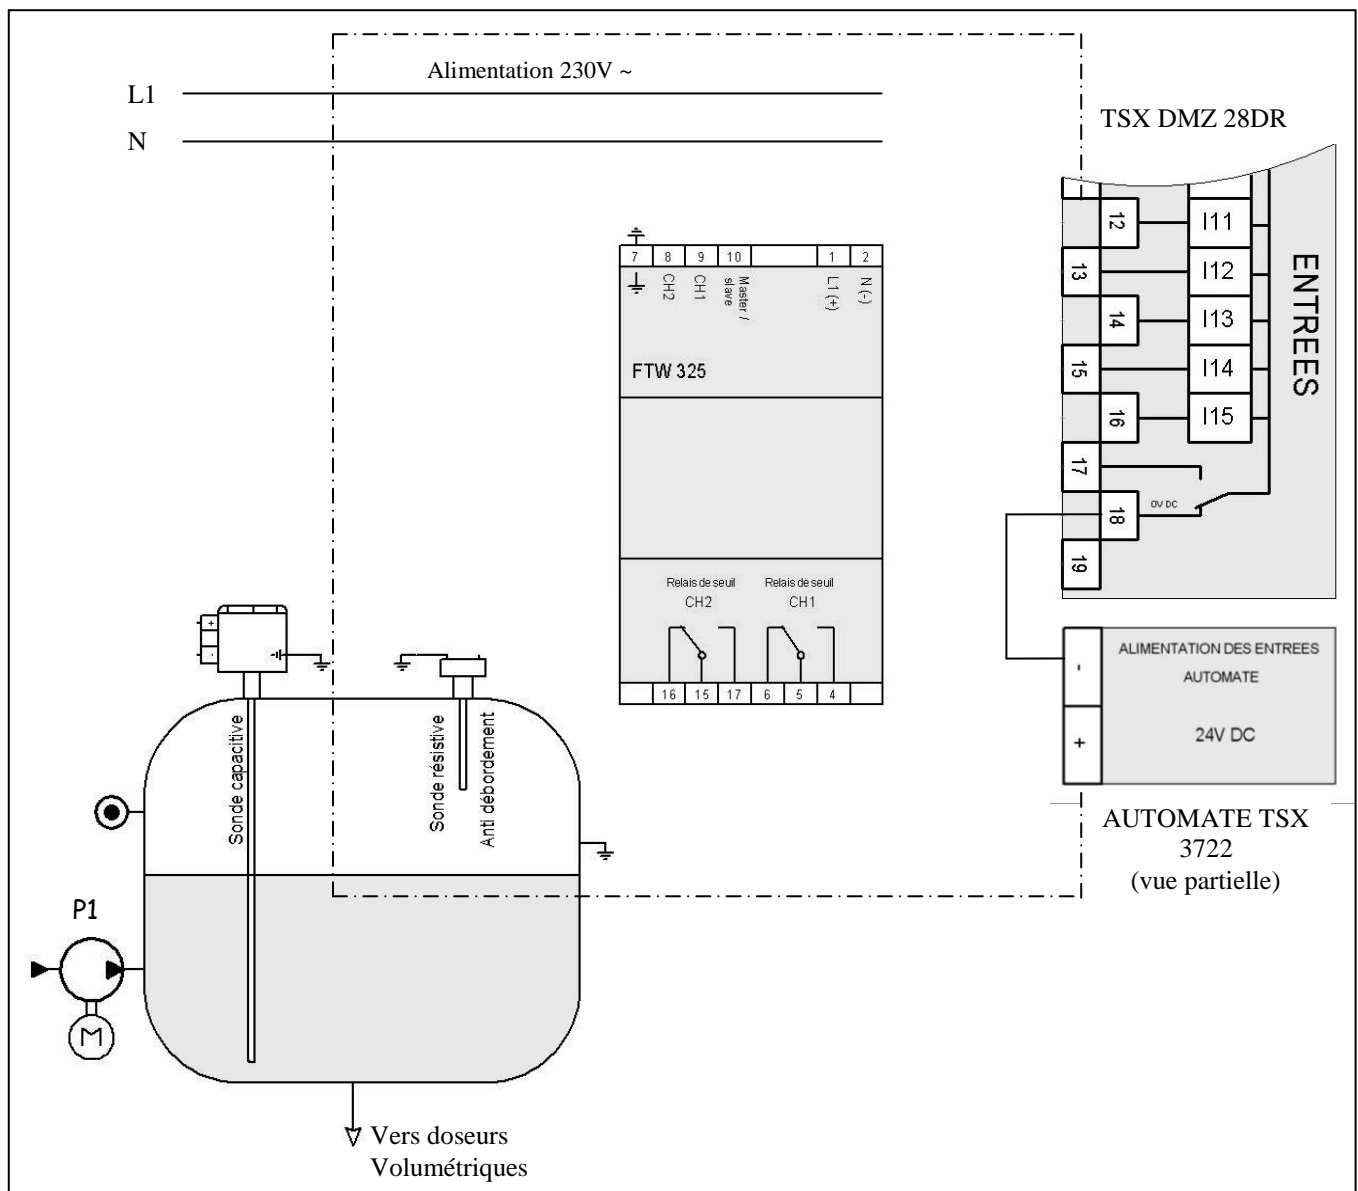 Alimentation 230V ~
L1
N
TSX DMZ 28DR
12
I11
13
I12
14
I13
15
I14
16
I15
17
18
0V DC
19
ENTREES
7
8
9
10
1
2
CH2
CH1
Master /
slave
L1 (+)
N (-)
FTW 325
Relais de seuil
CH2
Relais de seuil
CH1
16
15
17
6
5
4
ALIMENTATION DES ENTREES
AUTOMATE
24V DC
-
+
AUTOMATE TSX
3722
(vue partielle)
+
-
Sonde capacitive
Sonde résistive
Anti débordement
P1
M
Vers doseurs
Volumétriques